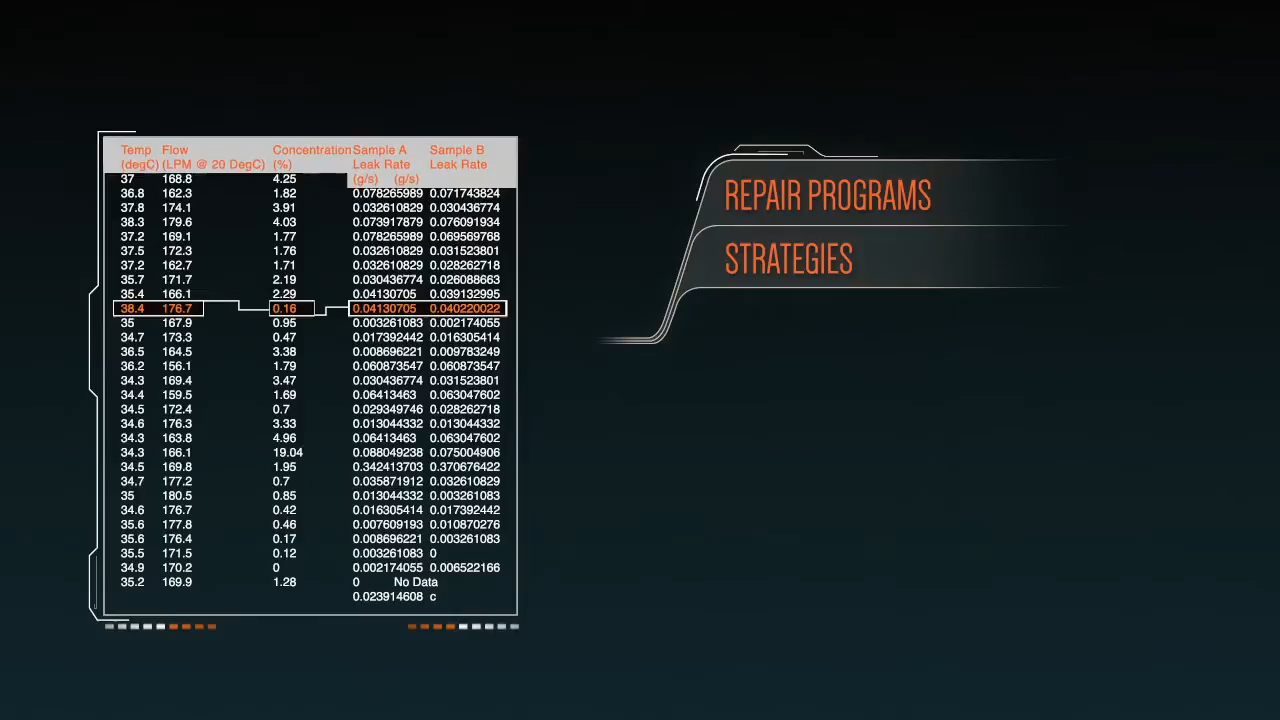 Temp Flow Concentration Sample A Sample B
(degC) (LPM @ 20 DegC) (%) Leak Rate Leak Rate
(g/s) (g/s)
37 168.8 4.25
36.8 162.3 1.82 0.078265989 0.071743824
37.8 174.1 3.91 0.032610829 0.030436774
38.3 179.6 4.03 0.073917879 0.076091934
37.2 169.1 1.77 0.078265989 0.069569768
37.5 172.3 1.76 0.032610829 0.031523801
37.2 162.7 1.71 0.032610829 0.028262718
35.7 171.7 2.19 0.030436774 0.026088663
35.4 166.1 2.29 0.04130705 0.039132995
38.4 176.7 0.16 0.04130705 0.040220022
35 167.9 0.95 0.003261083 0.002174055
34.7 173.3 0.47 0.017392442 0.016305414
36.5 164.5 3.38 0.008696221 0.009783249
36.2 156.1 1.79 0.060873547 0.060873547
34.3 169.4 3.47 0.030436774 0.031523801
34.4 159.5 1.69 0.06413463 0.063047602
34.5 172.4 0.7 0.029349746 0.028262718
34.6 176.3 3.33 0.013044332 0.013044332
34.3 163.8 4.96 0.06413463 0.063047602
34.3 166.1 19.04 0.088049238 0.075004906
34.5 169.8 1.95 0.342413703 0.370676422
34.7 177.2 0.7 0.035871912 0.032610829
35 180.5 0.85 0.013044332 0.003261083
34.6 176.7 0.42 0.016305414 0.017392442
35.6 177.8 0.46 0.007609193 0.010870276
35.6 176.4 0.17 0.008696221 0.003261083
35.5 171.5 0.12 0.003261083 0
34.9 170.2 0 0.002174055 0.006522166
35.2 169.9 1.28 0 No Data
0.023914608 c
REPAIR PROGRAMS
STRATEGIES